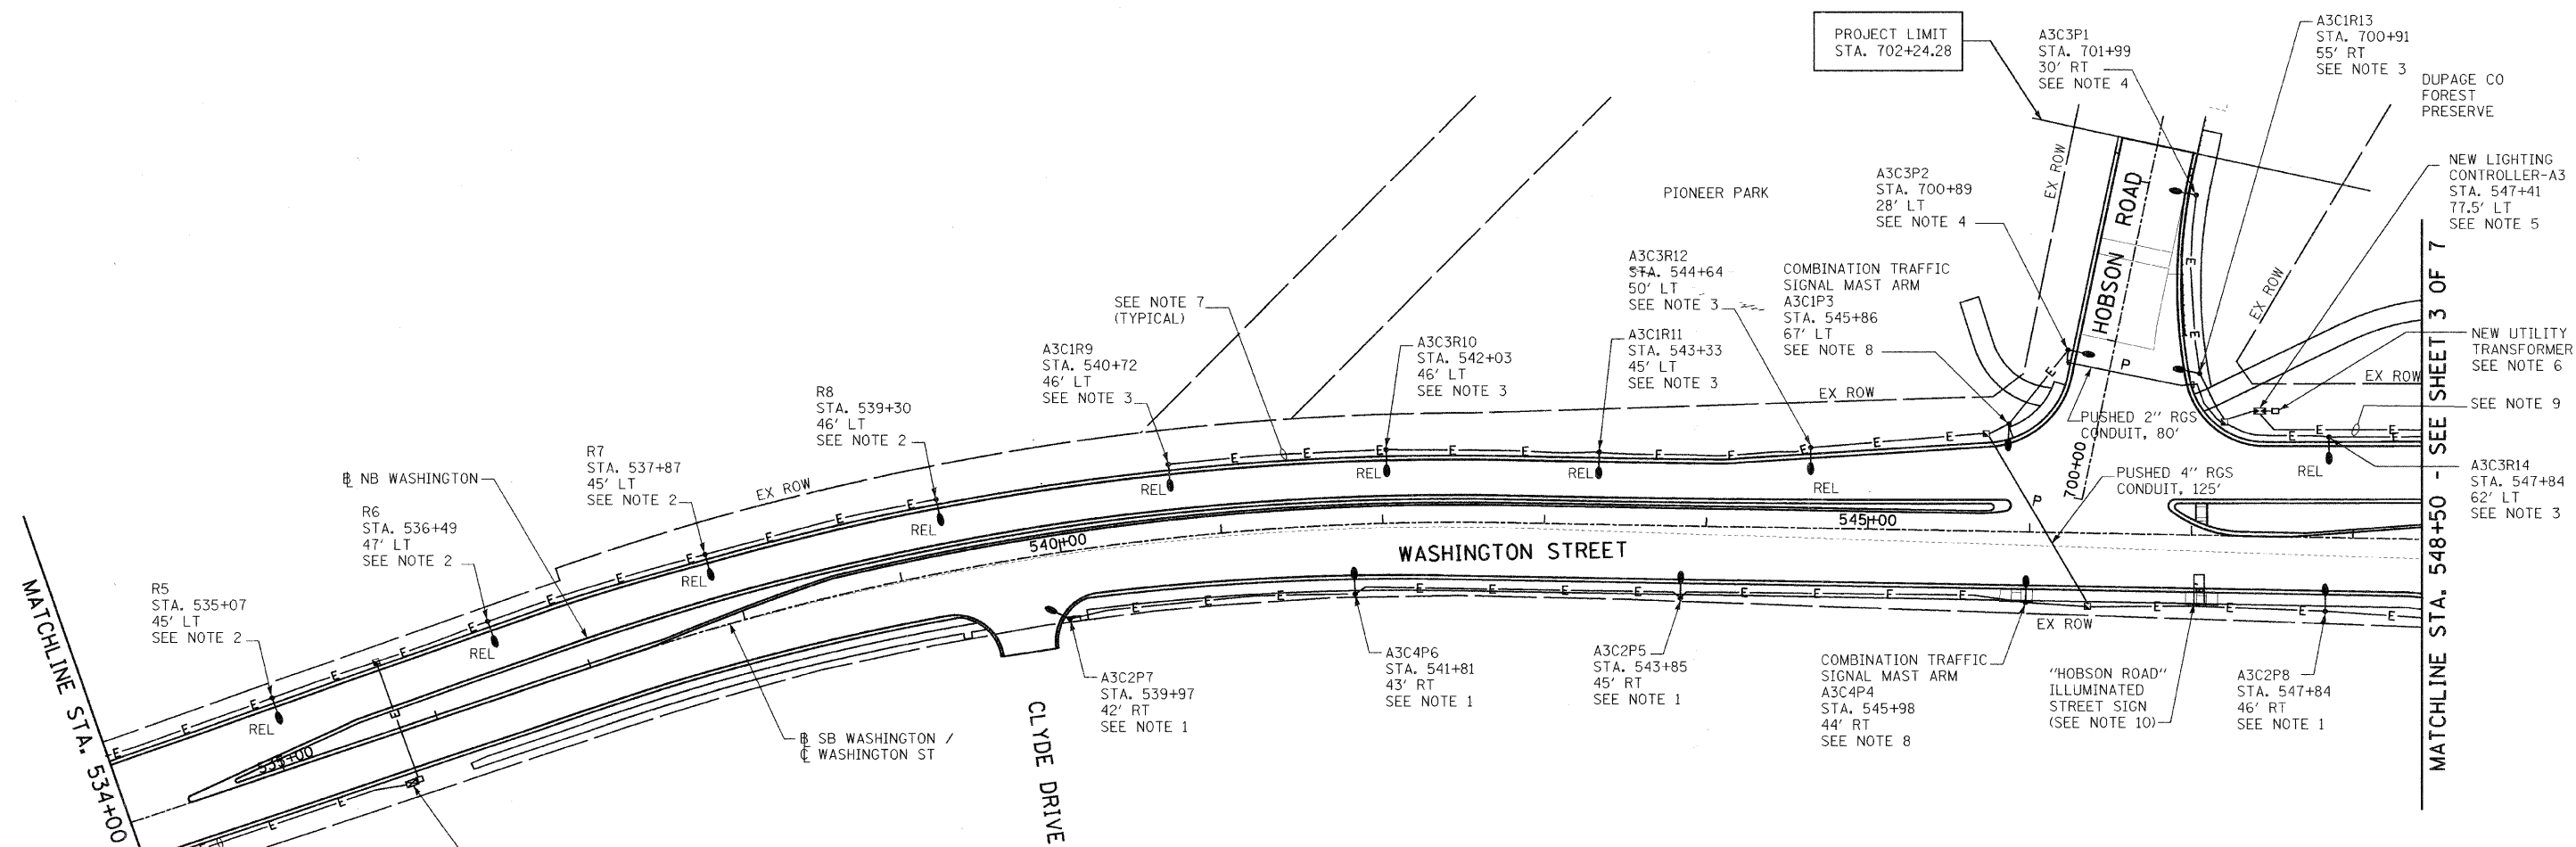 PROJECT LIMIT
STA. 702+24.28
A3C3P1
STA. 701+99
30' RT
SEE NOTE 4
A3C1R13
STA. 700+91
55' RT
SEE NOTE 3
DUPAGE CO
FOREST
PRESERVE
NEW LIGHTING
CONTROLLER-A3
STA. 547+41
77.5' LT
SEE NOTE 5
PIONEER PARK
A3C3P2
STA. 700+89
28' LT
SEE NOTE 4
EX ROW
HOBSON ROAD
EX ROW
A3C3R12
STA. 544+64
50' LT
SEE NOTE 3
COMBINATION TRAFFIC
SIGNAL MAST ARM
A3C1P3
STA. 545+86
67' LT
SEE NOTE 8
SEE NOTE 7
(TYPICAL)
A3C1R9
STA. 540+72
46' LT
SEE NOTE 3
A3C3R10
STA. 542+03
46' LT
SEE NOTE 3
A3C1R11
STA. 543+33
45' LT
SEE NOTE 3
NEW UTILITY
TRANSFORMER
SEE NOTE 6
EX ROW
SEE NOTE 9
EX ROW
P
PUSHED 2" RGS
CONDUIT, 80'
R8
STA. 539+30
46' LT
SEE NOTE 2
R7
STA. 537+87
45' LT
SEE NOTE 2
R6
STA. 536+49
47' LT
SEE NOTE 2
R5
STA. 535+07
45' LT
SEE NOTE 2
NB WASHINGTON
EX ROW
REL
REL
REL
REL
REL
REL
REL
REL
REL
700+00
PUSHED 4" RGS
CONDUIT, 125'
P
A3C3R14
STA. 547+84
62' LT
SEE NOTE 3
540+00
545+00
WASHINGTON STREET
535+00
MATCHLINE STA. 534+00
MATCHLINE STA. 548+50 - SEE SHEET 3 OF 7
EX ROW
A3C2P7
STA. 539+97
42' RT
SEE NOTE 1
A3C4P6
STA. 541+81
43' RT
SEE NOTE 1
A3C2P5
STA. 543+85
45' RT
SEE NOTE 1
COMBINATION TRAFFIC
SIGNAL MAST ARM
A3C4P4
STA. 545+98
44' RT
SEE NOTE 8
"HOBSON ROAD"
ILLUMINATED
STREET SIGN
(SEE NOTE 10)
A3C2P8
STA. 547+84
46' RT
SEE NOTE 1
SB WASHINGTON /
WASHINGTON ST
CLYDE DRIVE